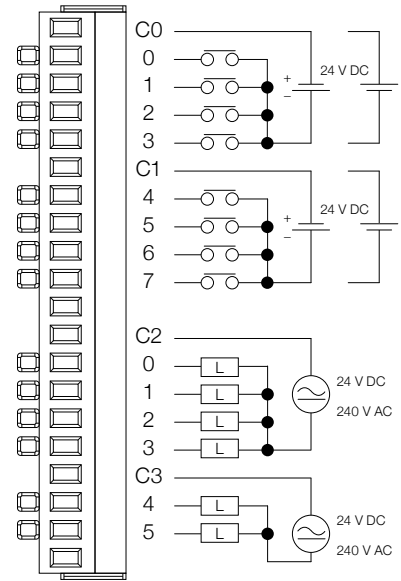 C0
0
1
+
−
24 V DC
2
3
C1
4
5
+
−
24 V DC
6
7
C2
0 L
1 L
24 V DC
2 L
240 V AC
3 L
C3
4 L
5 L
24 V DC
240 V AC